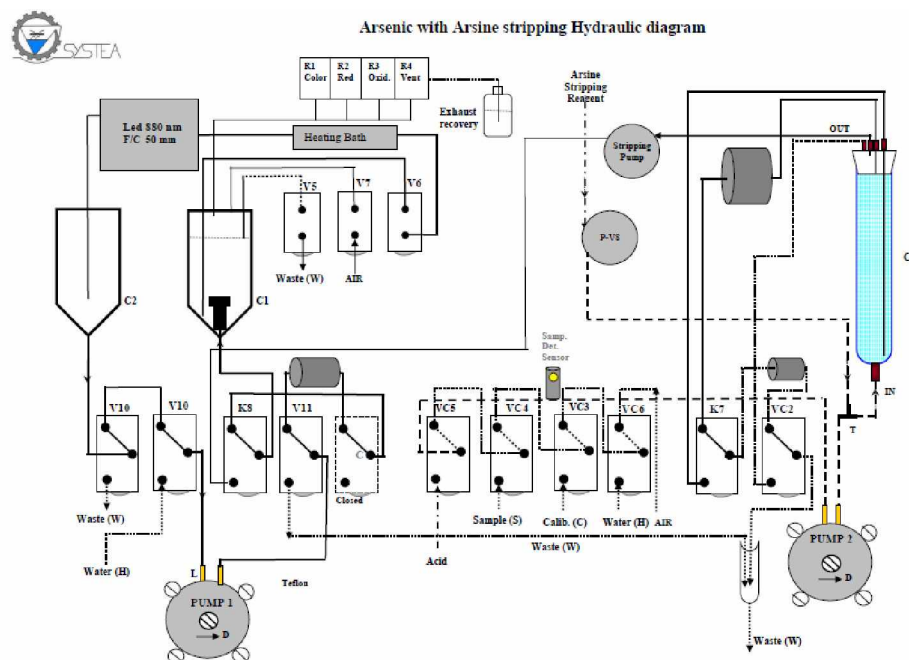 Arsenic with Arsine stripping Hydraulic diagram
SYSTEA
R1 R2 R3 R4
Color Red Oxid. Vent
Exhaust
recovery
Arsine
Stripping
Reagent
OUT
Led 880 nm
F/C 50 mm
Heating Bath
Stripping
Pump
V5
V7
V6
P-V8
Waste (W)
AIR
C
C2
C1
Samp.
Det.
Sensor
IN
T
V10
V10
K8
V11
C
VC5
VC4
VC3
VC6
K7
VC2
Closed
Waste (W)
Sample (S)
Calib. (C)
Water (H)
AIR
Acid
Waste (W)
Water (H)
L
Teflon
PUMP 1
D
PUMP 2
D
Waste (W)